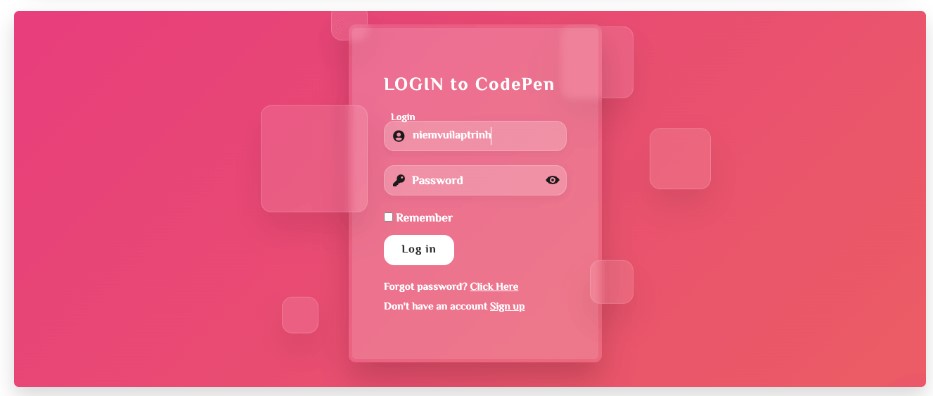 LOGIN to CodePen
Login
niemvuilaptrinh
Password
Remember
Log in
Forgot password? Click Here
Don't have an account Sign up